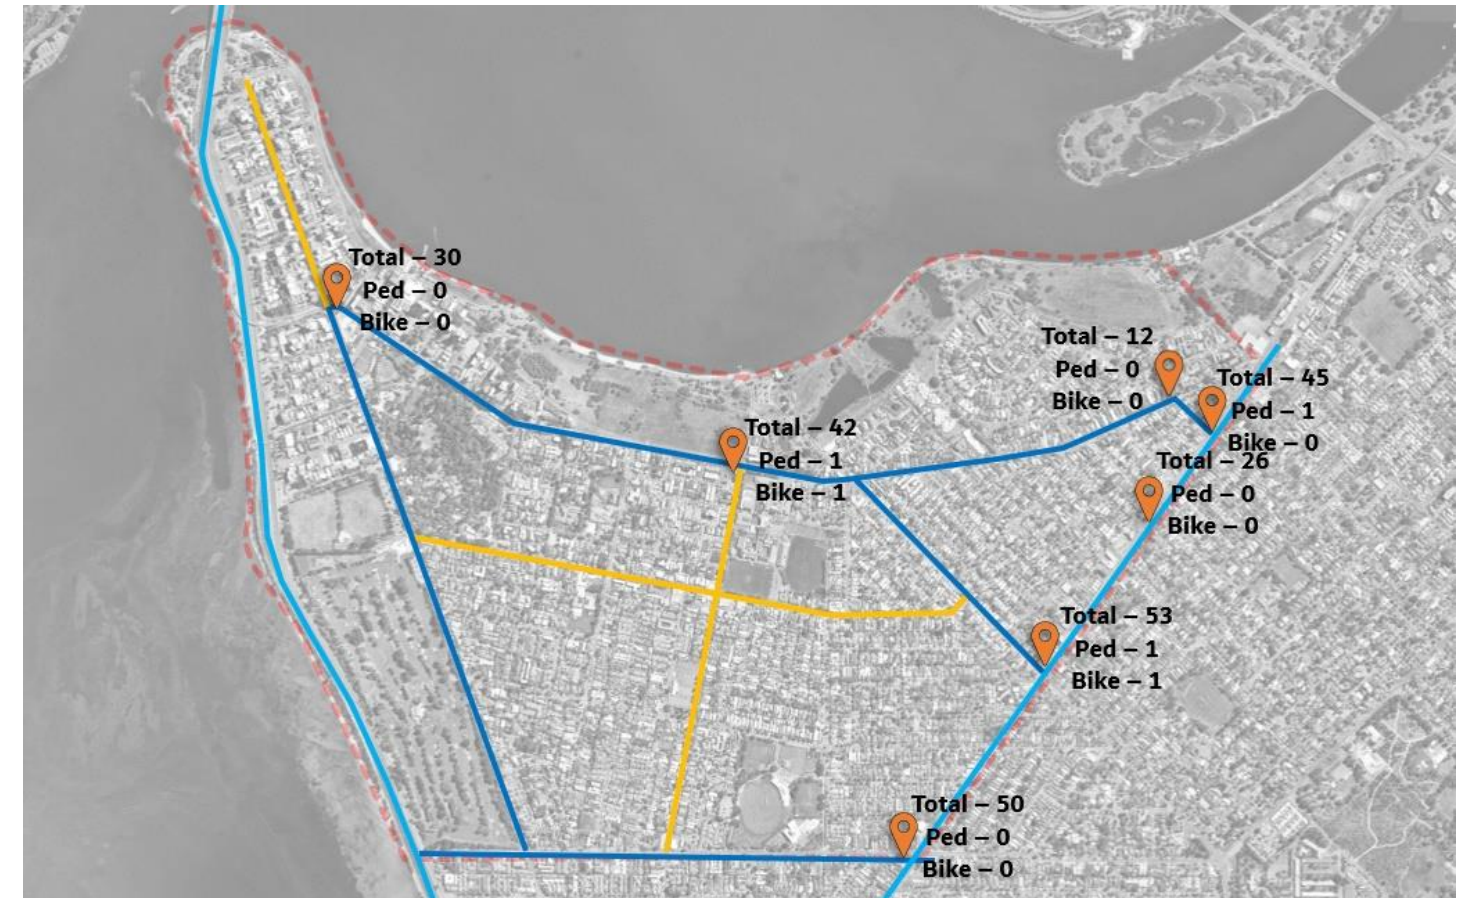 Total – 30
Ped – 0
Bike – 0
Total – 12
Ped – 0
Bike – 0
Total – 45
Ped – 1
Bike – 0
Total – 42
Ped – 1
Bike – 1
Total – 26
Ped – 0
Bike – 0
Total – 53
Ped – 1
Bike – 1
Total – 50
Ped – 0
Bike – 0